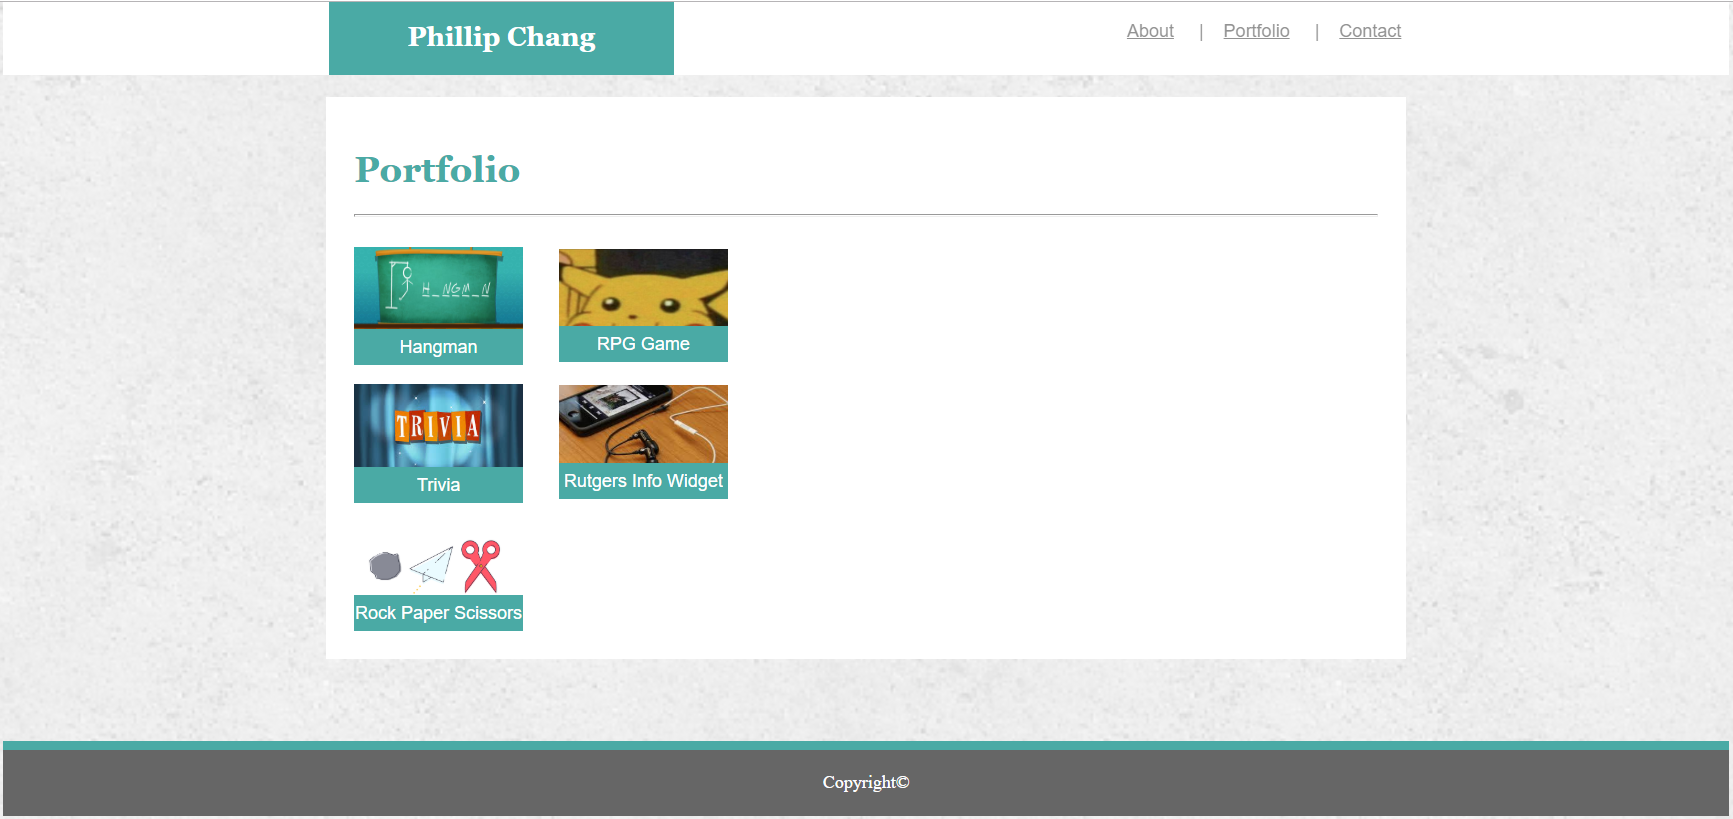 Phillip Chang
About | Portfolio | Contact
Portfolio
H_NGM_N
Hangman
RPG Game
TRIVIA
Trivia
Rutgers Info Widget
Rock Paper Scissors
Copyright©